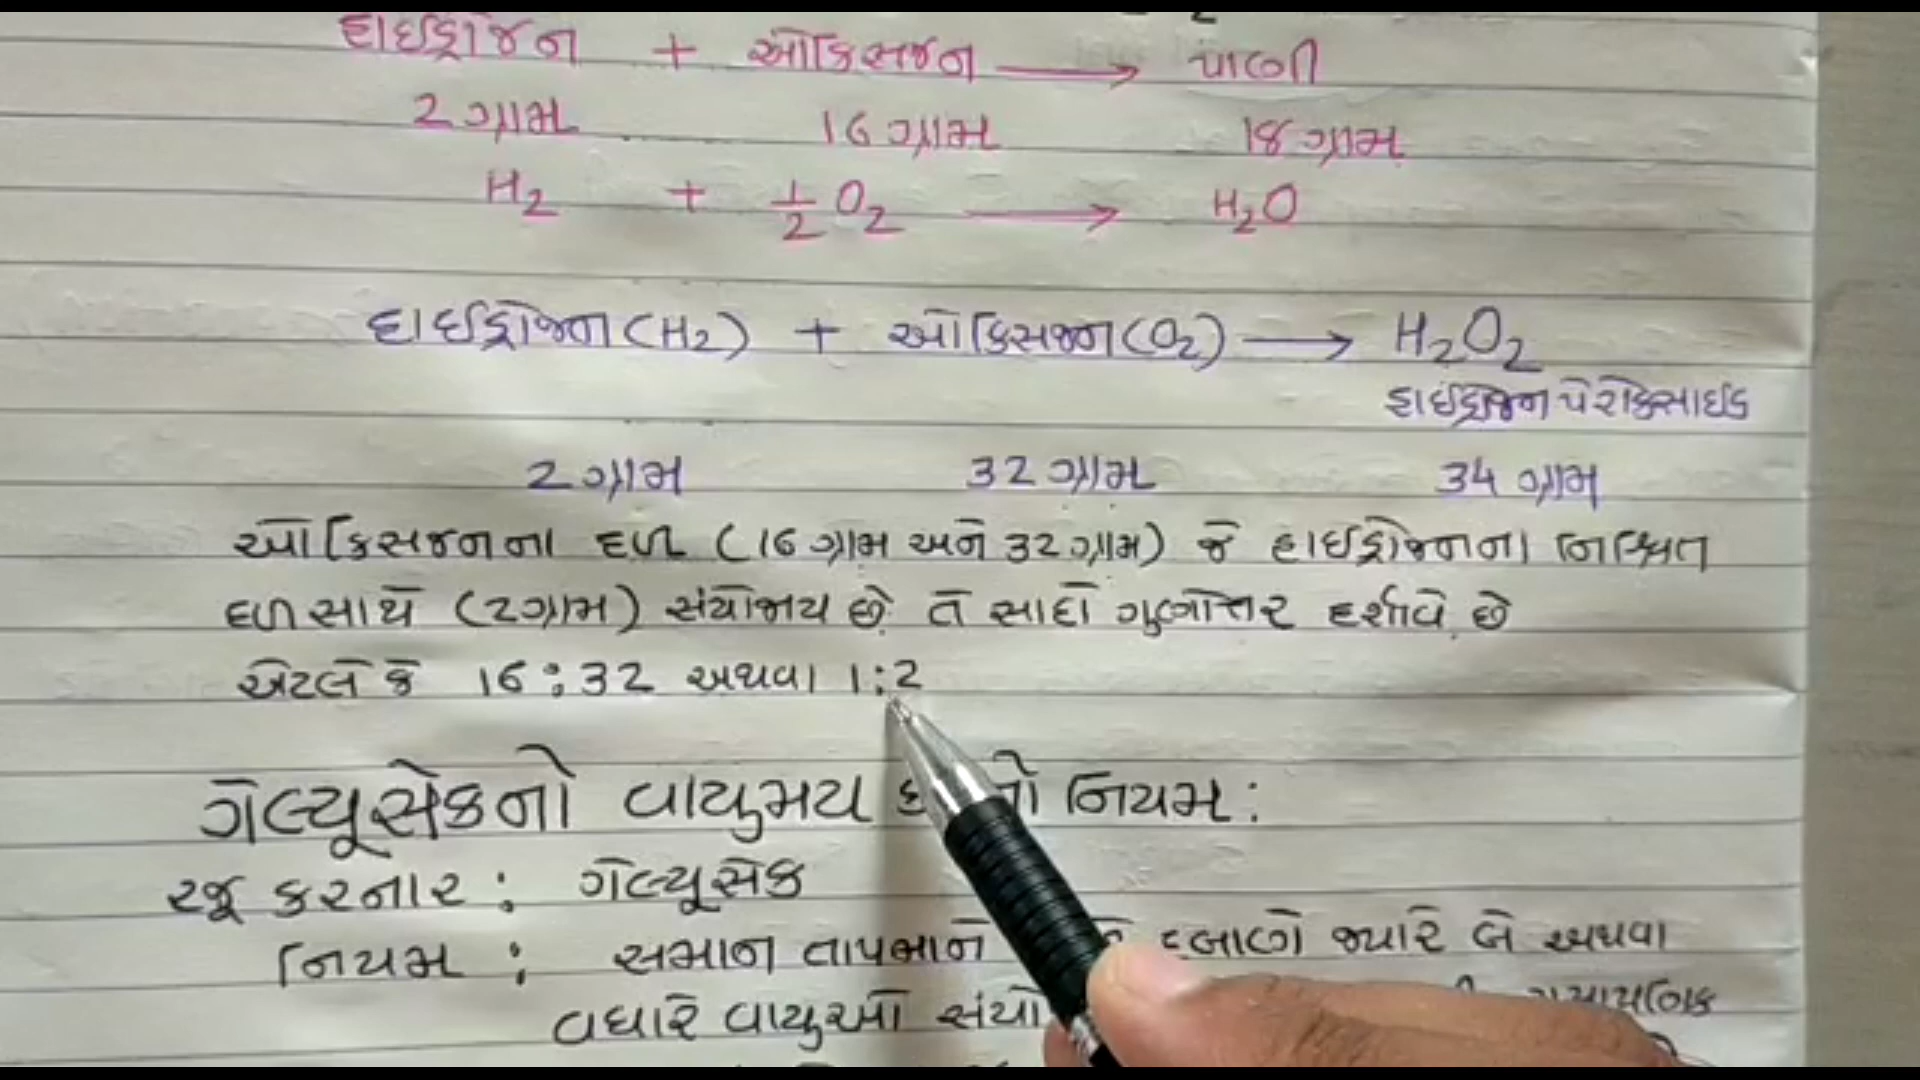 હાઇડ્રોજન + ઓક્સિજન ⟶ પાણી
2 ગ્રામ 16 ગ્રામ 18 ગ્રામ
H₂ + 1/2 O₂ ⟶ H₂O
હાઇડ્રોજન (H₂) + ઓક્સિજન (O₂) ⟶ H₂O₂
હાઇડ્રોજન પેરોક્સાઇડ
2 ગ્રામ 32 ગ્રામ 34 ગ્રામ
ઓક્સિજનના દળ (16 ગ્રામ અને 32 ગ્રામ) જે હાઇડ્રોજનના નિશ્ચિત
દળ સાથે (2 ગ્રામ) સંયોજાય છે તે સાદો ગુણોત્તર દર્શાવે છે
એટલે કે 16:32 અથવા 1:2
ગેલ્યૂસેકનો વાયુમય નિયમ:
રજૂ કરનાર : ગેલ્યૂસેક
નિયમ : સમાન તાપમાને દબાણે જ્યારે બે અથવા
વધારે વાયુઓ